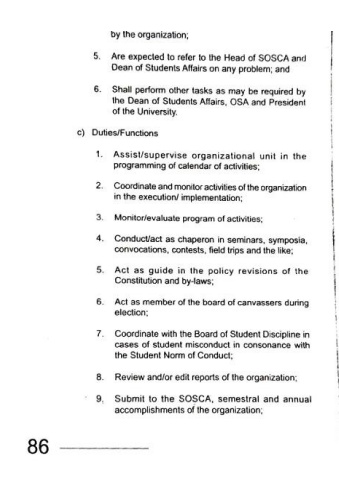 by the organization;
5. Are expected to refer to the Head of SOSCA and
Dean of Students Affairs on any problem; and
6. Shall perform other tasks as may be required by
the Dean of Students Affairs, OSA and President
of the University.
c) Duties/Functions
1. Assist/supervise organizational unit in the
programming of calendar of activities;
2. Coordinate and monitor activities of the organization
in the execution/ implementation;
3. Monitor/evaluate program of activities;
4. Conduct/act as chaperon in seminars, symposia,
convocations, contests, field trips and the like;
5. Act as guide in the policy revisions of the
Constitution and by-laws;
6. Act as member of the board of canvassers during
election;
7. Coordinate with the Board of Student Discipline in
cases of student misconduct in consonance with
the Student Norm of Conduct;
8. Review and/or edit reports of the organization;
9. Submit to the SOSCA, semestral and annual
accomplishments of the organization;
86